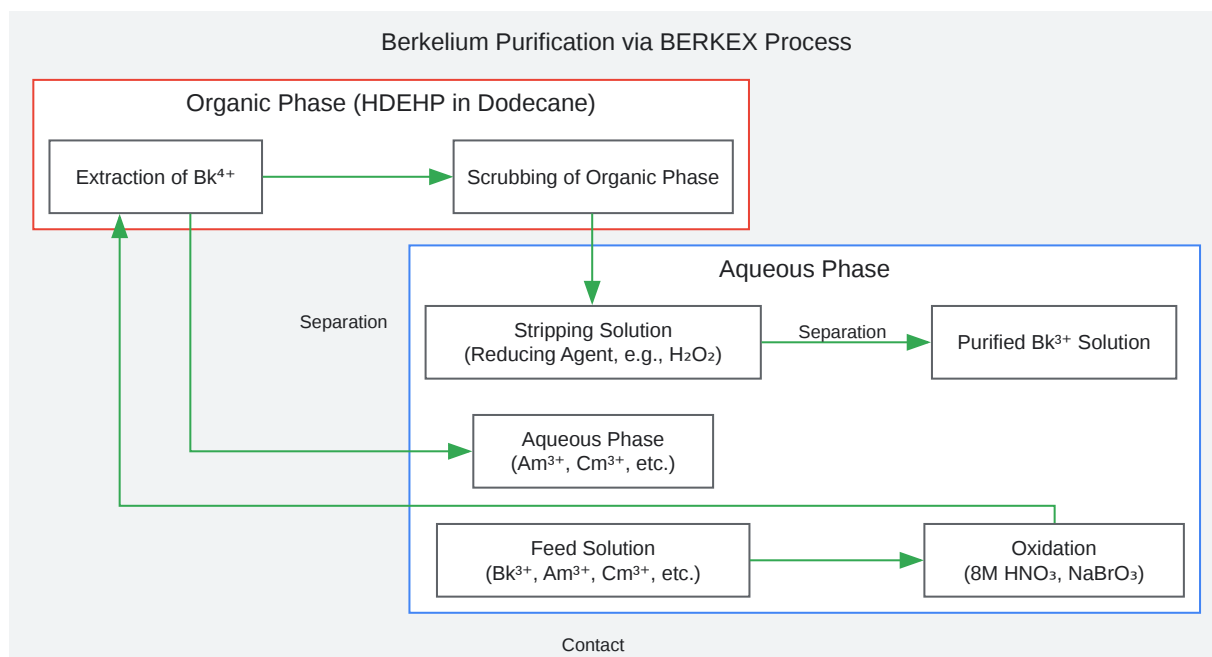 Berkelium Purification via BERKEX Process
Organic Phase (HDEHP in Dodecane)
Extraction of Bk⁴⁺
Scrubbing of Organic Phase
Aqueous Phase
Separation
Stripping Solution
(Reducing Agent, e.g., H₂O₂)
Separation
Purified Bk³⁺ Solution
Aqueous Phase
(Am³⁺, Cm³⁺, etc.)
Feed Solution
(Bk³⁺, Am³⁺, Cm³⁺, etc.)
Oxidation
(8M HNO₃, NaBrO₃)
Contact